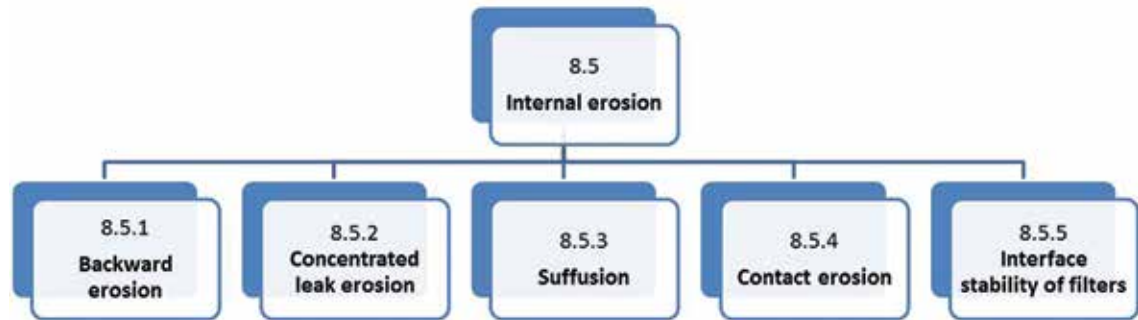 8.5
Internal erosion
8.5.1
Backward
erosion
8.5.2
Concentrated
leak erosion
8.5.3
Suffusion
8.5.4
Contact erosion
8.5.5
Interface
stability of filters